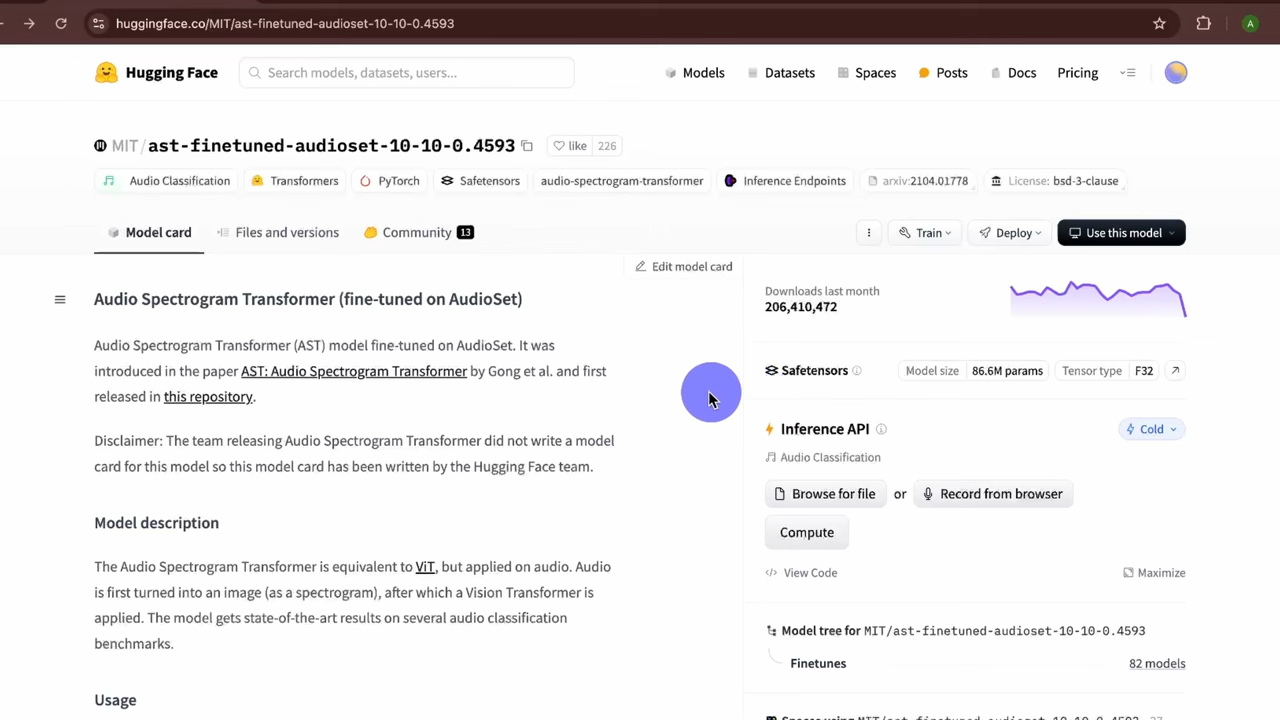 huggingface.co/MIT/ast-finetuned-audioset-10-10-0.4593
A
Hugging Face
Search models, datasets, users...
Models
Datasets
Spaces
Posts
Docs
Pricing
MIT/ast-finetuned-audioset-10-10-0.4593
like 226
Audio Classification
Transformers
PyTorch
Safetensors
audio-spectrogram-transformer
Inference Endpoints
arxiv:2104.01778
License: bsd-3-clause
Model card
Files and versions
Community 13
Train
Deploy
Use this model
Edit model card
Audio Spectrogram Transformer (fine-tuned on AudioSet)
Audio Spectrogram Transformer (AST) model fine-tuned on AudioSet. It was
introduced in the paper AST: Audio Spectrogram Transformer by Gong et al. and first
released in this repository.
Disclaimer: The team releasing Audio Spectrogram Transformer did not write a model
card for this model so this model card has been written by the Hugging Face team.
Model description
The Audio Spectrogram Transformer is equivalent to ViT, but applied on audio. Audio
is first turned into an image (as a spectrogram), after which a Vision Transformer is
applied. The model gets state-of-the-art results on several audio classification
benchmarks.
Usage
Downloads last month
206,410,472
Safetensors
Model size 86.6M params
Tensor type F32
Inference API
Cold
Audio Classification
Browse for file or Record from browser
Compute
View Code
Maximize
Model tree for MIT/ast-finetuned-audioset-10-10-0.4593
Finetunes
82 models
Spaces using MIT/ast-finetuned-audioset-10-10-0.4593